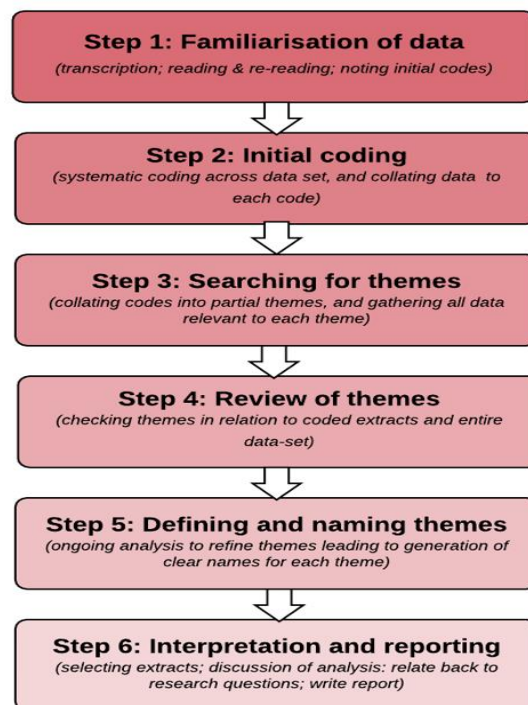 Step 1: Familiarisation of data
(transcription; reading & re-reading; noting initial codes)
Step 2: Initial coding
(systematic coding across data set, and collating data to
each code)
Step 3: Searching for themes
(collating codes into partial themes, and gathering all data
relevant to each theme)
Step 4: Review of themes
(checking themes in relation to coded extracts and entire
data-set)
Step 5: Defining and naming themes
(ongoing analysis to refine themes leading to generation of
clear names for each theme)
Step 6: Interpretation and reporting
(selecting extracts; discussion of analysis: relate back to
research questions; write report)